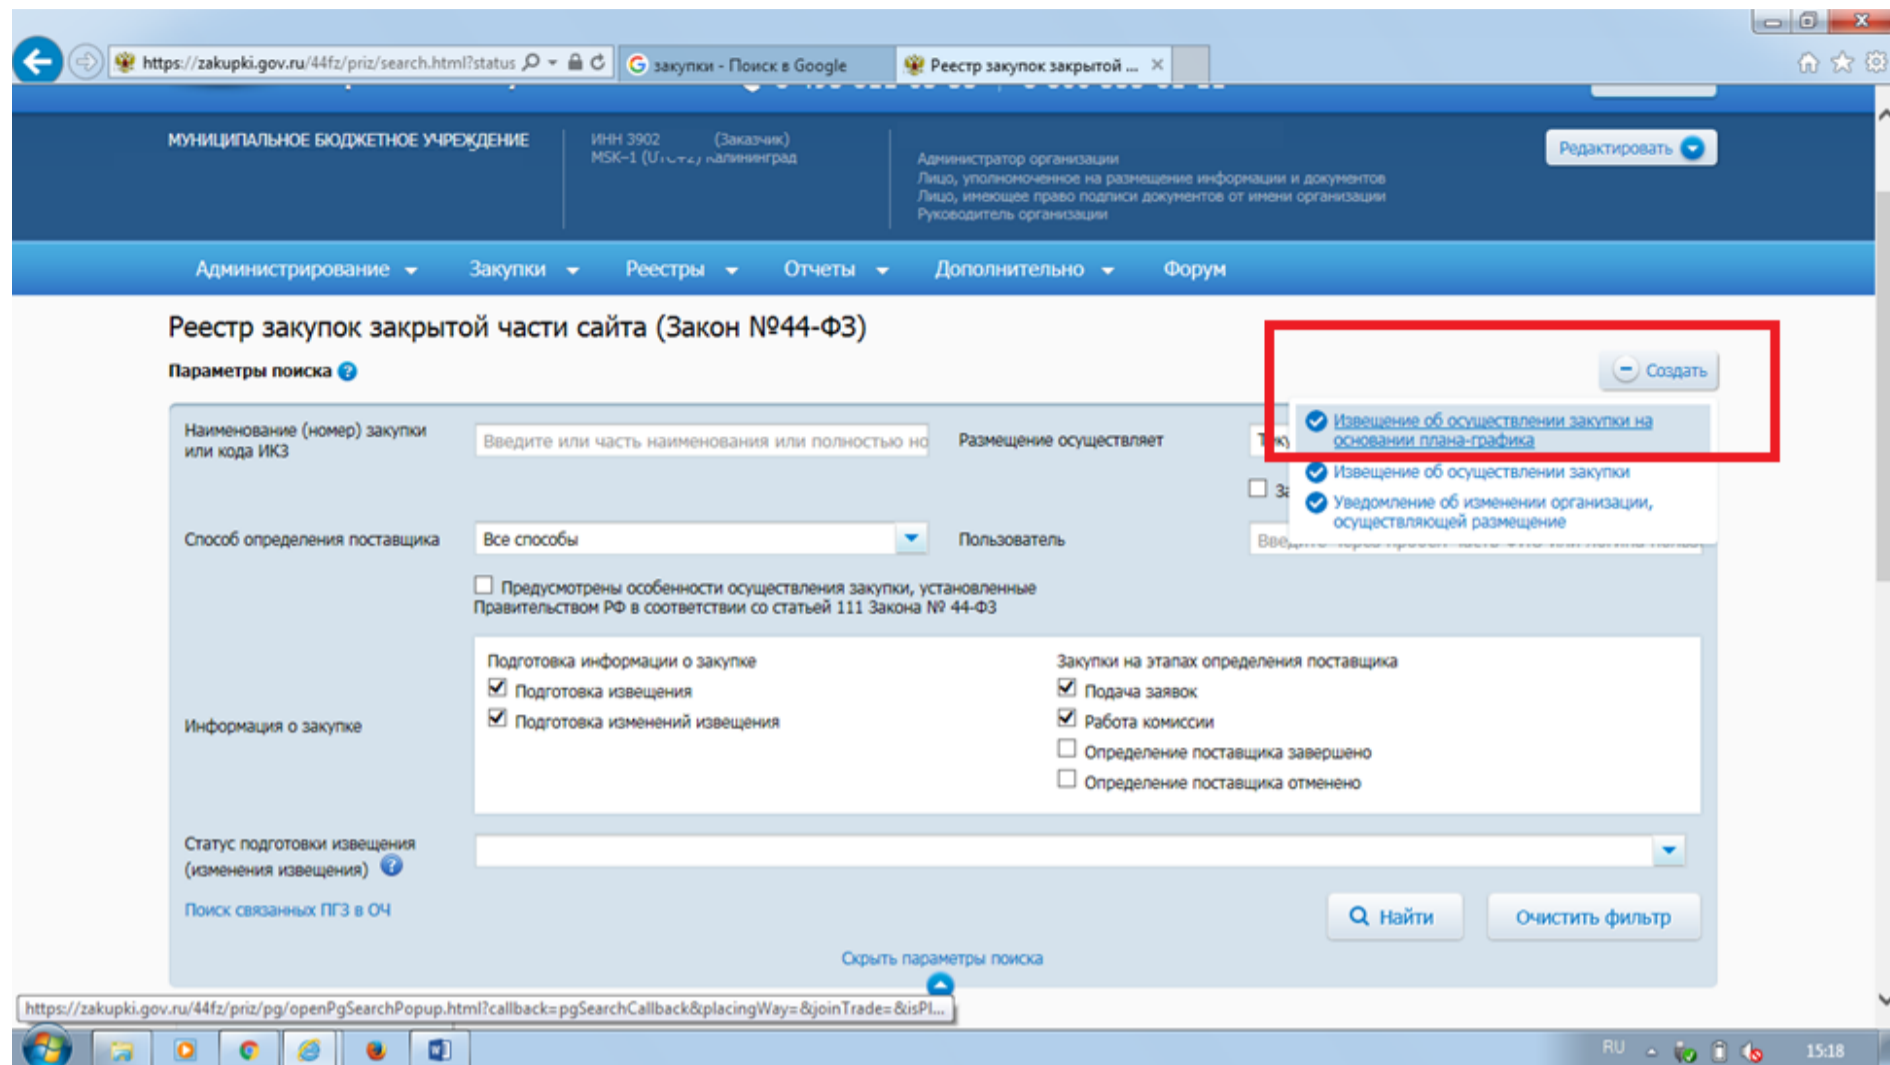 https://zakupki.gov.ru/44fz/priz/search.html?status
закупки - Поиск в Google
Реестр закупок закрытой ...
МУНИЦИПАЛЬНОЕ БЮДЖЕТНОЕ УЧРЕЖДЕНИЕ
ИНН 3902 (Заказчик)
MSK-1 Калининград
Администратор организации
Лицо, уполномоченное на размещение информации и документов
Лицо, имеющее право подписи документов от имени организации
Руководитель организации
Редактировать
Администрирование Закупки Реестры Отчеты Дополнительно Форум
Реестр закупок закрытой части сайта (Закон №44-ФЗ)
Параметры поиска
Создать
Извещение об осуществлении закупки на
основании плана-графика
Извещение об осуществлении закупки
Уведомление об изменении организации,
осуществляющей размещение
Наименование (номер) закупки
или кода ИКЗ
Введите или часть наименования или полностью но
Размещение осуществляет
Способ определения поставщика
Все способы
Пользователь
Предусмотрены особенности осуществления закупки, установленные
Правительством РФ в соответствии со статьей 111 Закона № 44-ФЗ
Информация о закупке
Подготовка информации о закупке
Подготовка извещения
Подготовка изменений извещения
Закупки на этапах определения поставщика
Подача заявок
Работа комиссии
Определение поставщика завершено
Определение поставщика отменено
Статус подготовки извещения
(изменения извещения)
Поиск связанных ПГЗ в ОЧ
Найти
Очистить фильтр
Скрыть параметры поиска
https://zakupki.gov.ru/44fz/priz/pg/openPgSearchPopup.html?callback=pgSearchCallback&placingWay=&joinTrade=&isPl...
RU
15:18